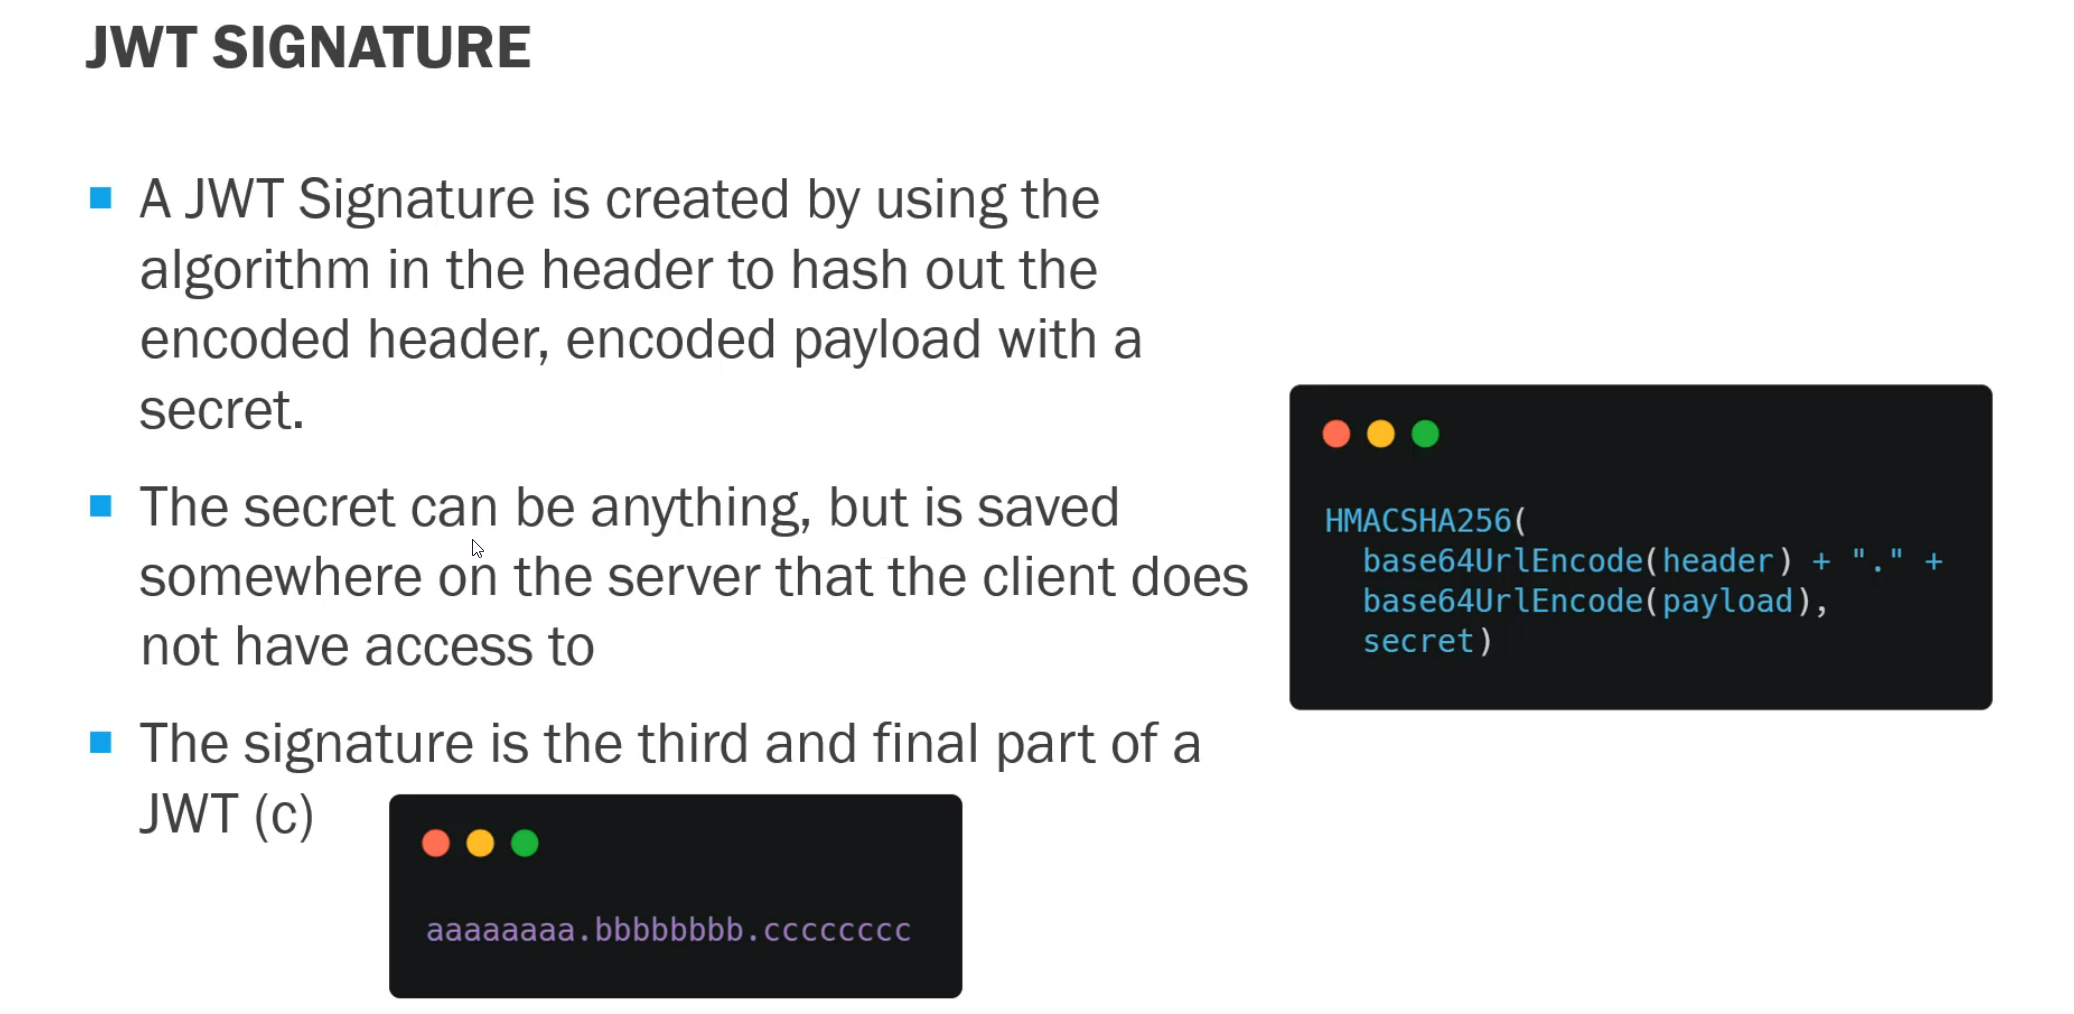 JWT SIGNATURE
A JWT Signature is created by using the
algorithm in the header to hash out the
encoded header, encoded payload with a
secret.
The secret can be anything, but is saved
somewhere on the server that the client does
not have access to
The signature is the third and final part of a
JWT (c)
aaaaaaaa.bbbbbbbb.cccccccc
HMACSHA256(
  base64UrlEncode(header) + "." +
  base64UrlEncode(payload),
  secret)